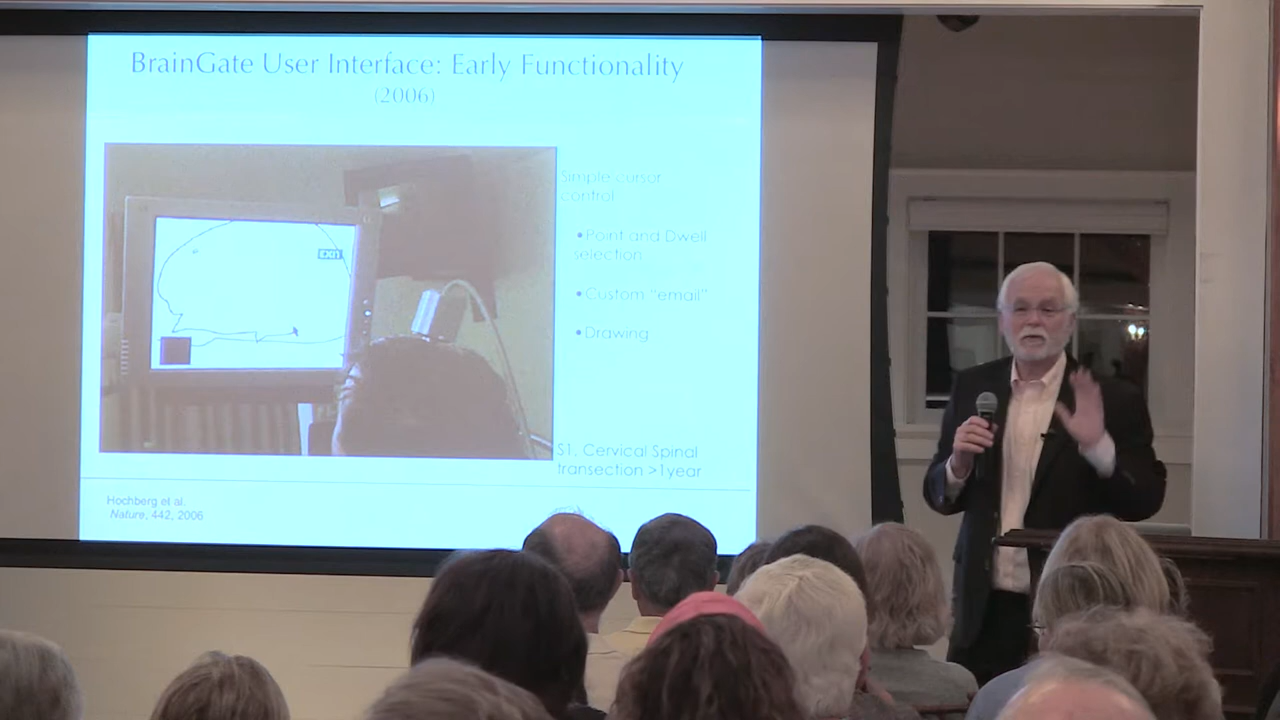 BrainGate User Interface: Early Functionality
(2006)
Simple cursor
control
•Point and Dwell
selection
•Custom "email"
•Drawing
EXIT
S1. Cervical Spinal
transection >1year
Hochberg et al.
Nature, 442, 2006